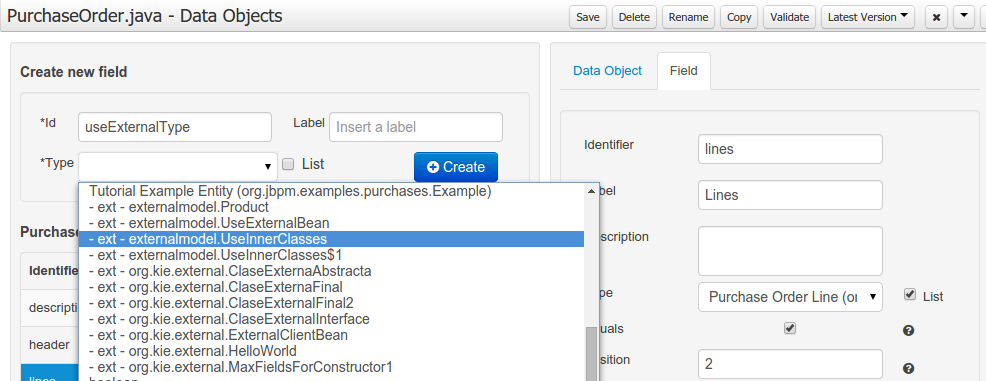 PurchaseOrder.java - Data Objects
Save Delete Rename Copy Validate Latest Version
Create new field
*Id useExternalType Label Insert a label
*Type List Create
Tutorial Example Entity (org.jbpm.examples.purchases.Example)
- ext - externalmodel.Product
- ext - externalmodel.UseExternalBean
- ext - externalmodel.UseInnerClasses
- ext - externalmodel.UseInnerClasses$1
- ext - org.kie.external.ClaseExternaAbstracta
- ext - org.kie.external.ClaseExternaFinal
- ext - org.kie.external.ClaseExternalFinal2
- ext - org.kie.external.ClaseExternalInterface
- ext - org.kie.external.ExternalClientBean
- ext - org.kie.external.HelloWorld
- ext - org.kie.external.MaxFieldsForConstructor1
boolean
Purchas
Identifie
descripti
header
lines
Data Object Field
Identifier lines
bel Lines
scription
pe Purchase Order Line (or List
uals
sition 2